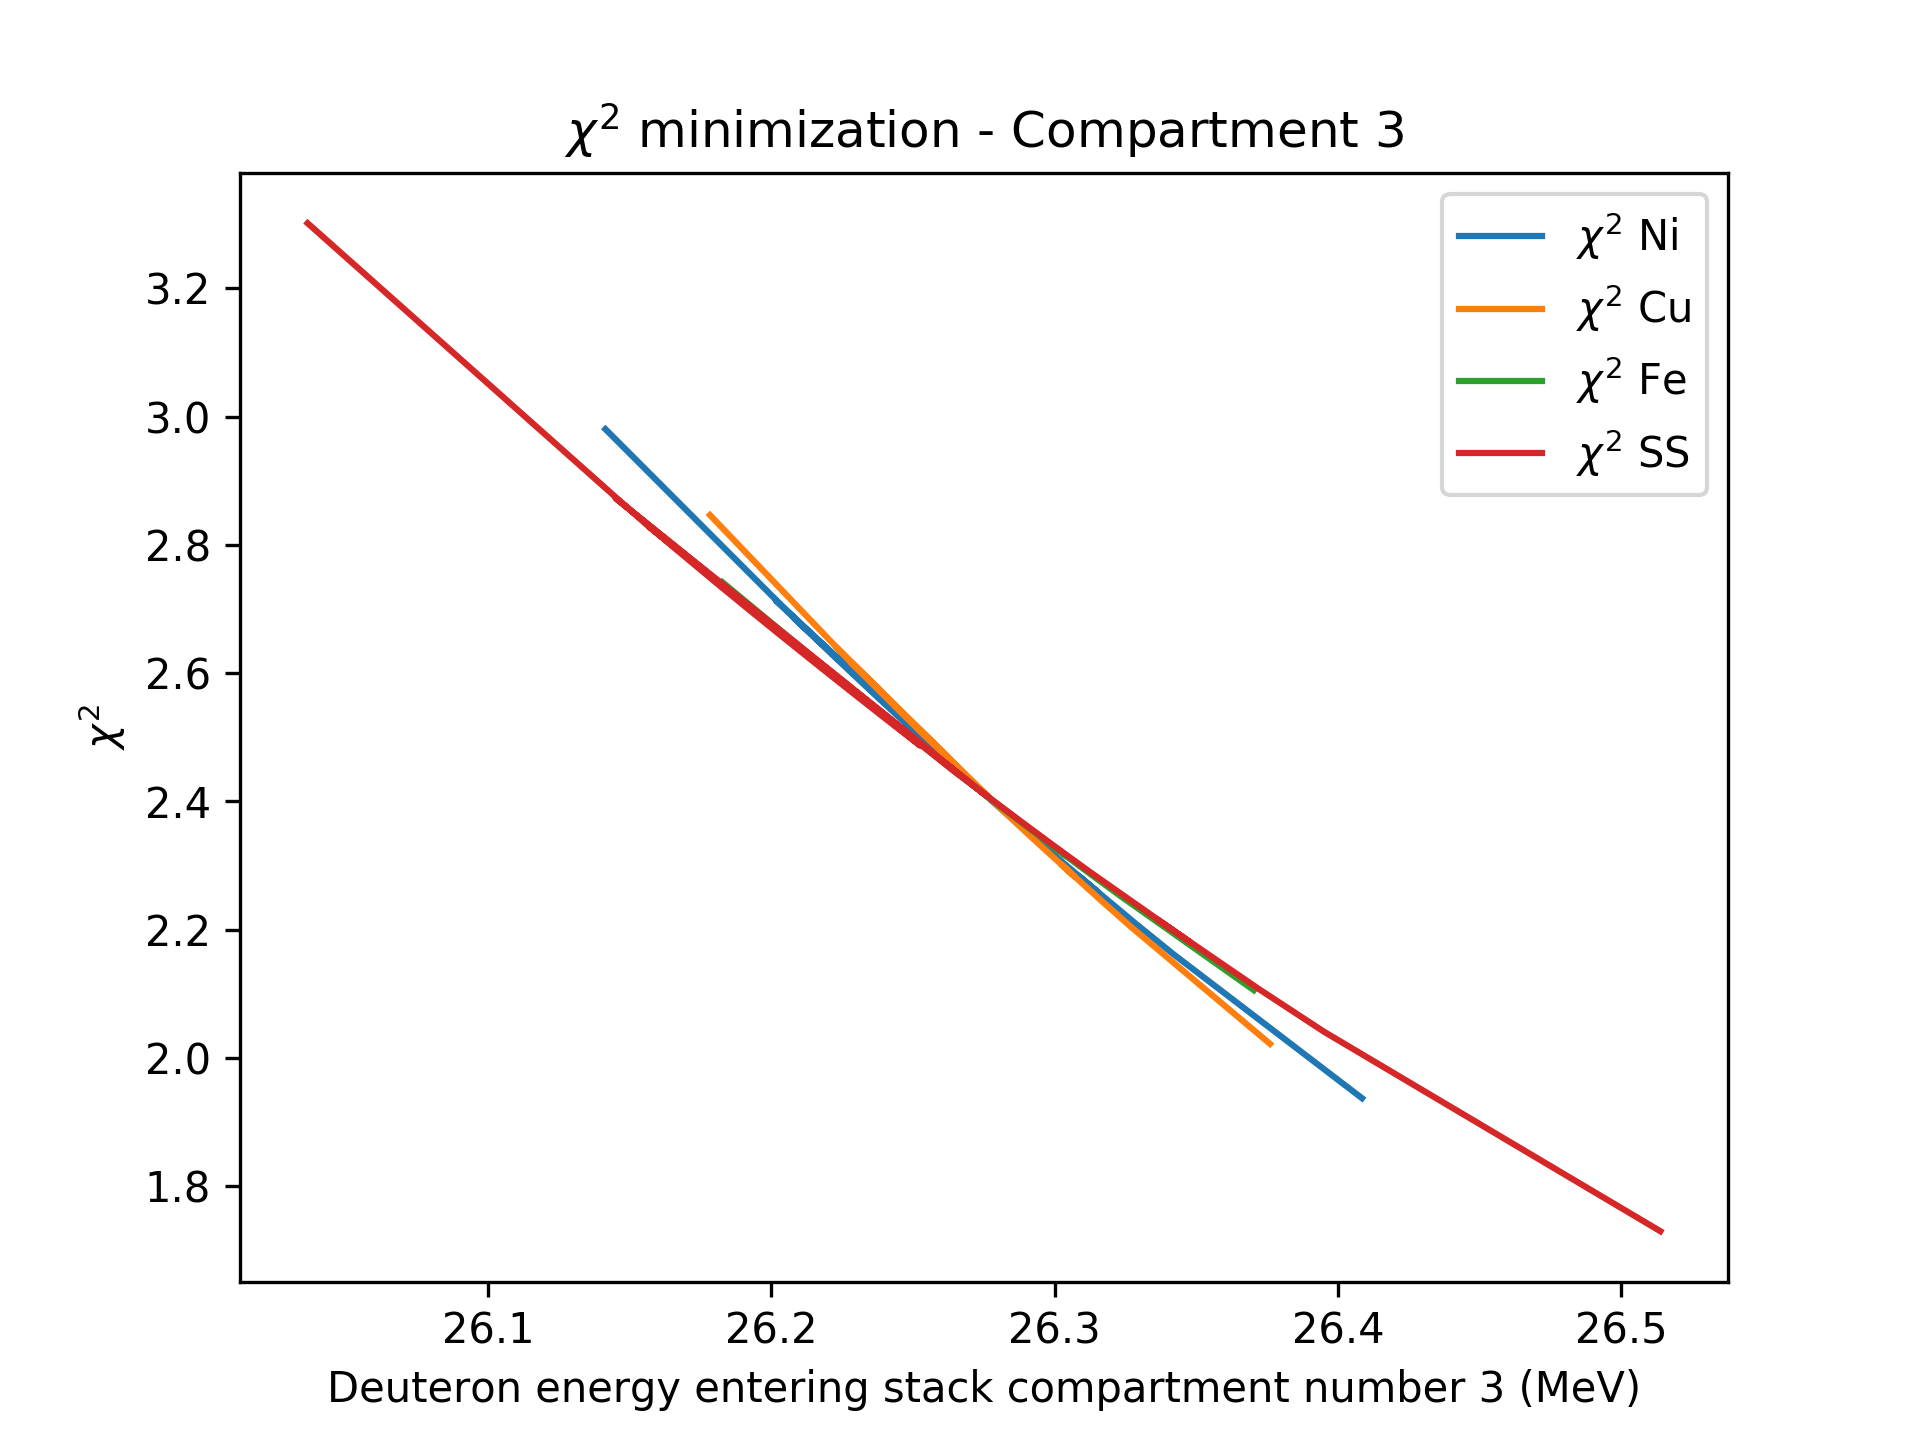 χ² minimization - Compartment 3
χ² Ni
χ² Cu
χ² Fe
χ² SS
χ²
3.2
3.0
2.8
2.6
2.4
2.2
2.0
1.8
26.1 26.2 26.3 26.4 26.5
Deuteron energy entering stack compartment number 3 (MeV)